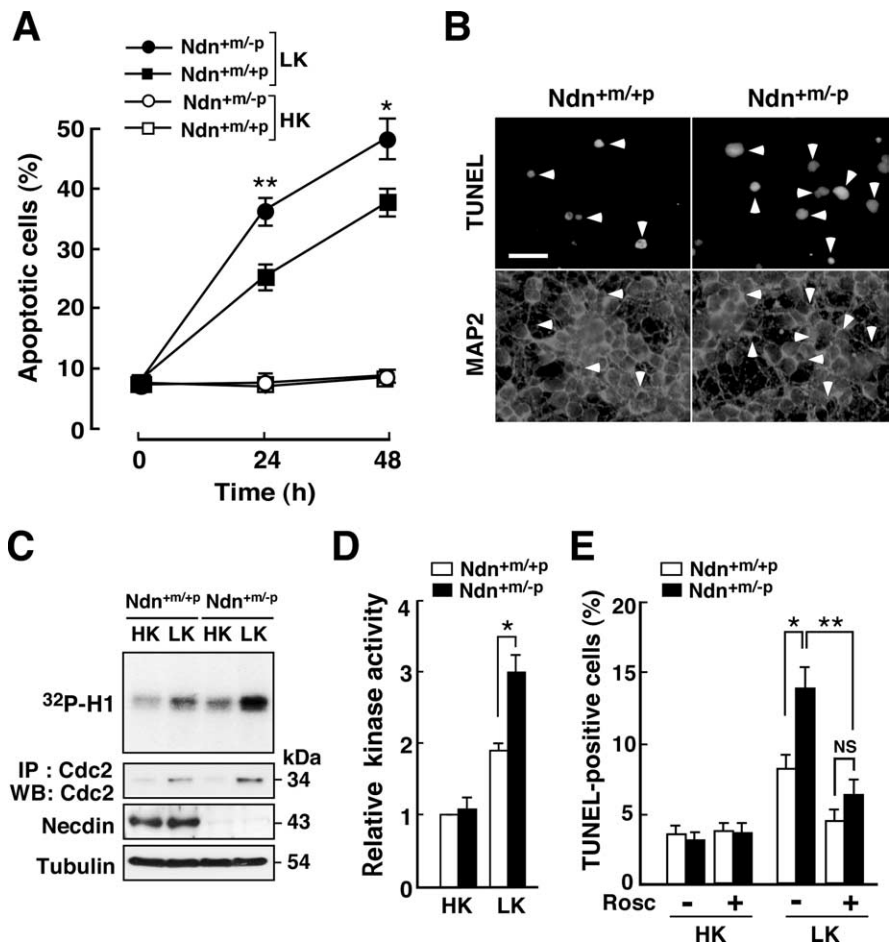 A
Ndn+m/-p
Ndn+m/+p
LK
Ndn+m/-p
Ndn+m/+p
HK
Apoptotic cells (%)
50
40
30
20
10
0
**
*
0 24 48
Time (h)
B
Ndn+m/+p Ndn+m/-p
TUNEL
MAP2
C
Ndn+m/+p Ndn+m/-p
HK LK HK LK
32P-H1
kDa
IP : Cdc2
WB: Cdc2
34
Necdin 43
Tubulin 54
D
Ndn+m/+p
Ndn+m/-p
Relative kinase activity
4
3
2
1
0
*
HK LK
E
Ndn+m/+p
Ndn+m/-p
TUNEL-positive cells (%)
20
15
10
5
0
* **
NS
Rosc - + - +
HK LK